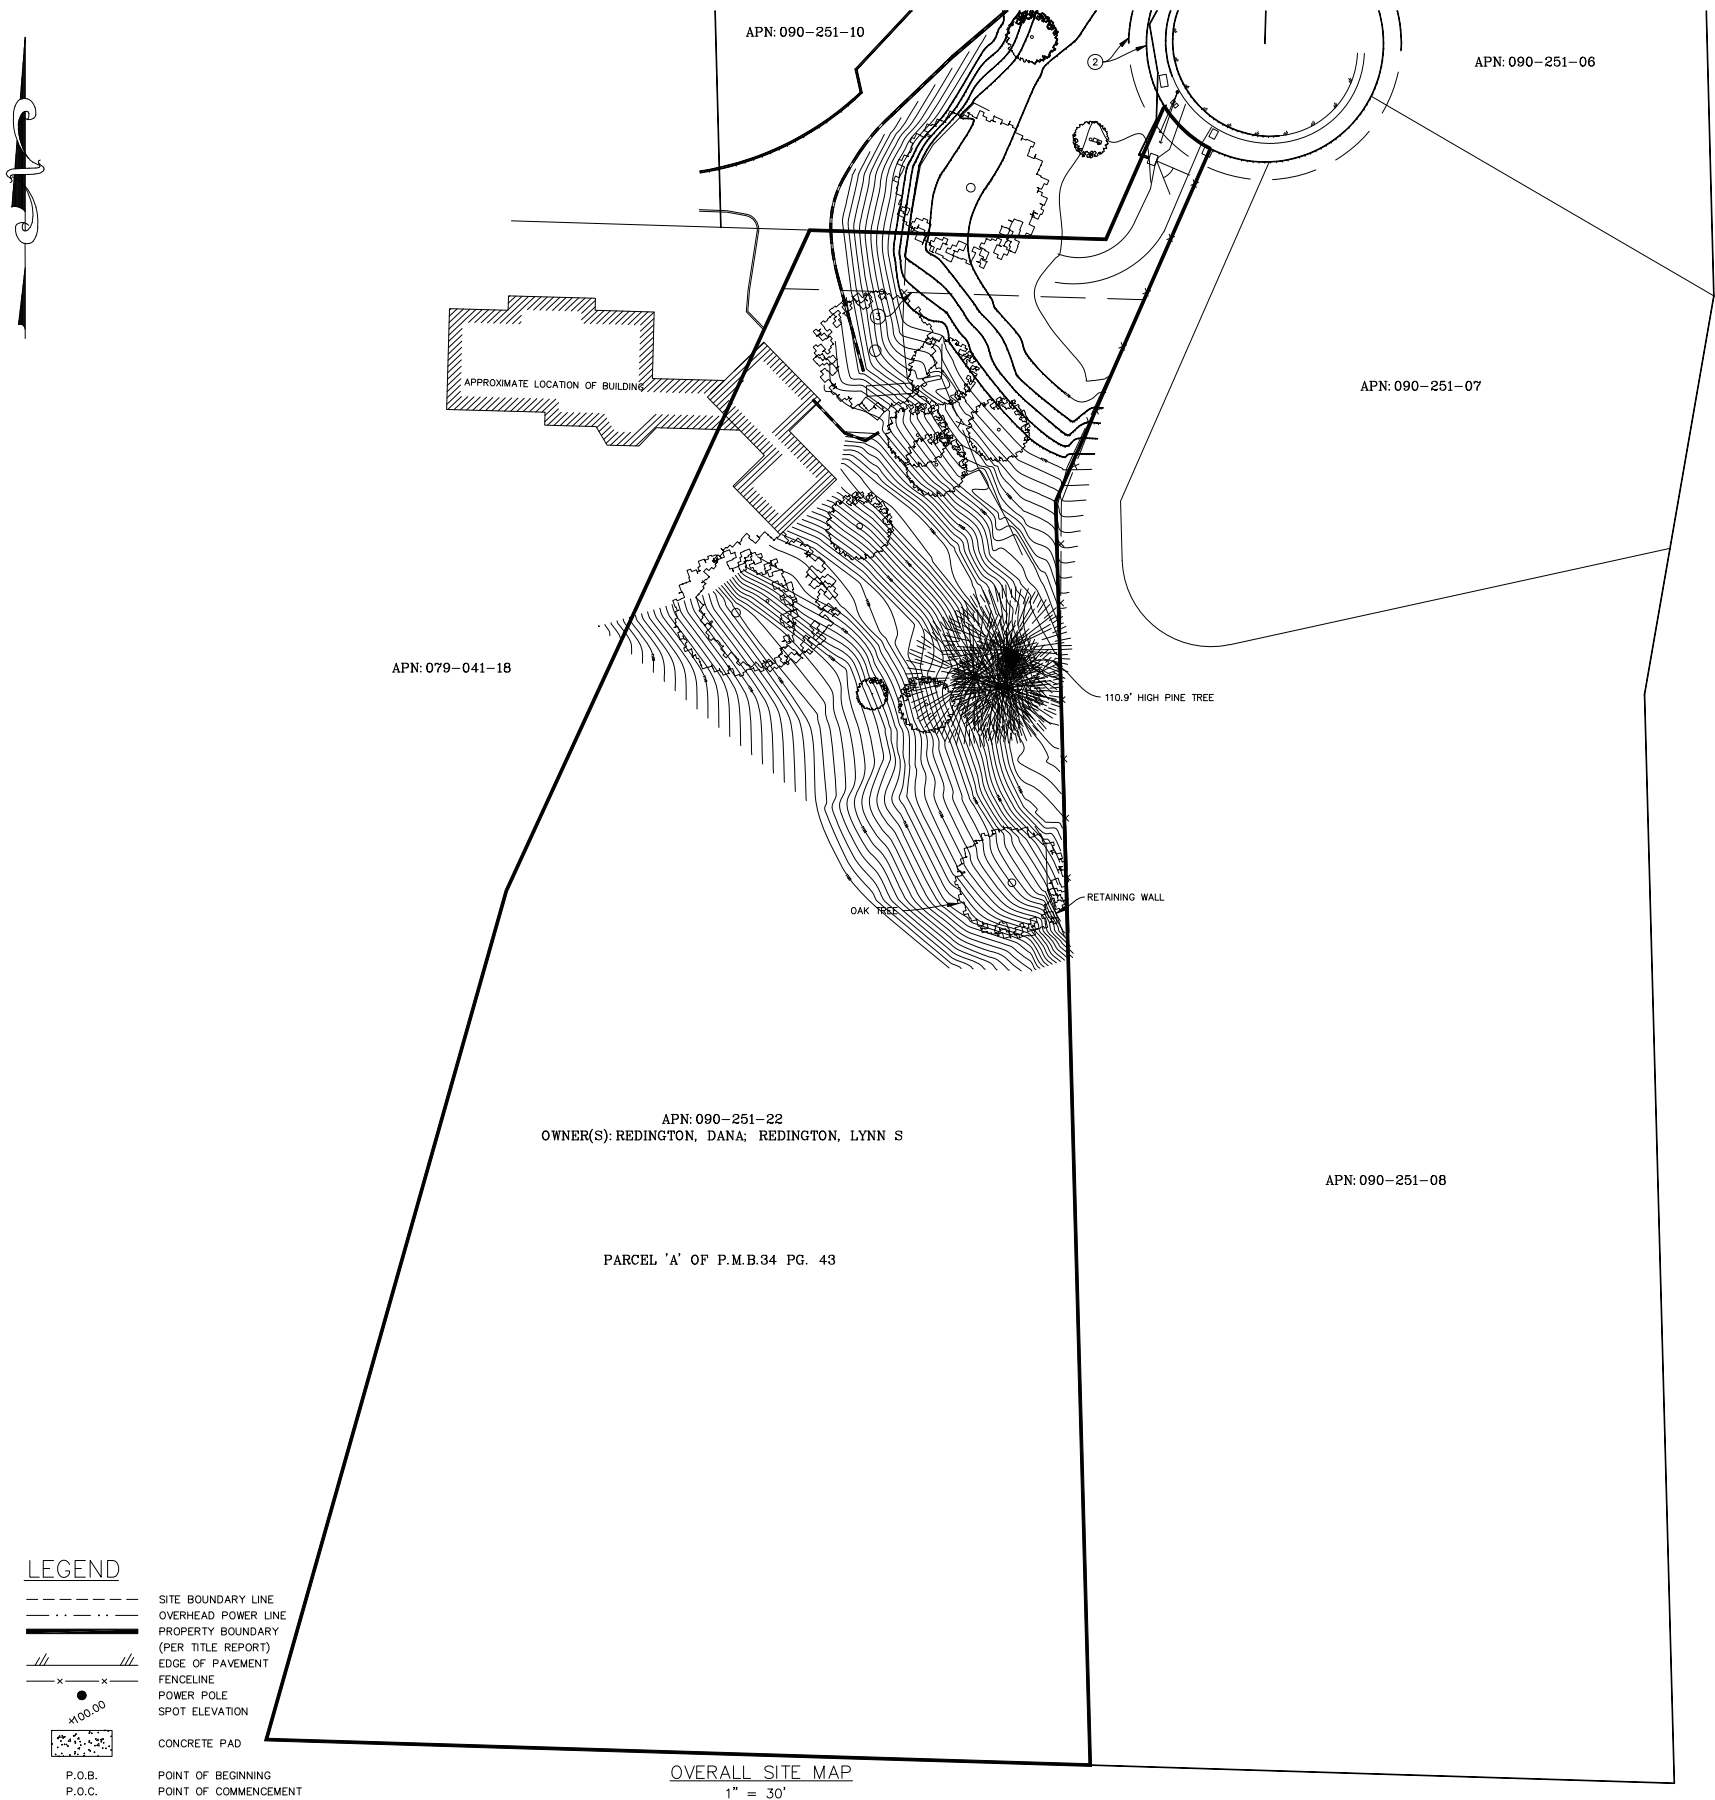 APN: 090-251-10
2
APN: 090-251-06
3
APPROXIMATE LOCATION OF BUILDING
APN: 090-251-07
APN: 079-041-18
110.9' HIGH PINE TREE
OAK TREE
RETAINING WALL
APN: 090-251-22
OWNER(S): REDINGTON, DANA; REDINGTON, LYNN S
APN: 090-251-08
PARCEL 'A' OF P.M.B.34 PG. 43
LEGEND
SITE BOUNDARY LINE
OVERHEAD POWER LINE
PROPERTY BOUNDARY
(PER TITLE REPORT)
EDGE OF PAVEMENT
FENCELINE
POWER POLE
x100.00 SPOT ELEVATION
CONCRETE PAD
P.O.B. POINT OF BEGINNING
P.O.C. POINT OF COMMENCEMENT
OVERALL SITE MAP
1" = 30'